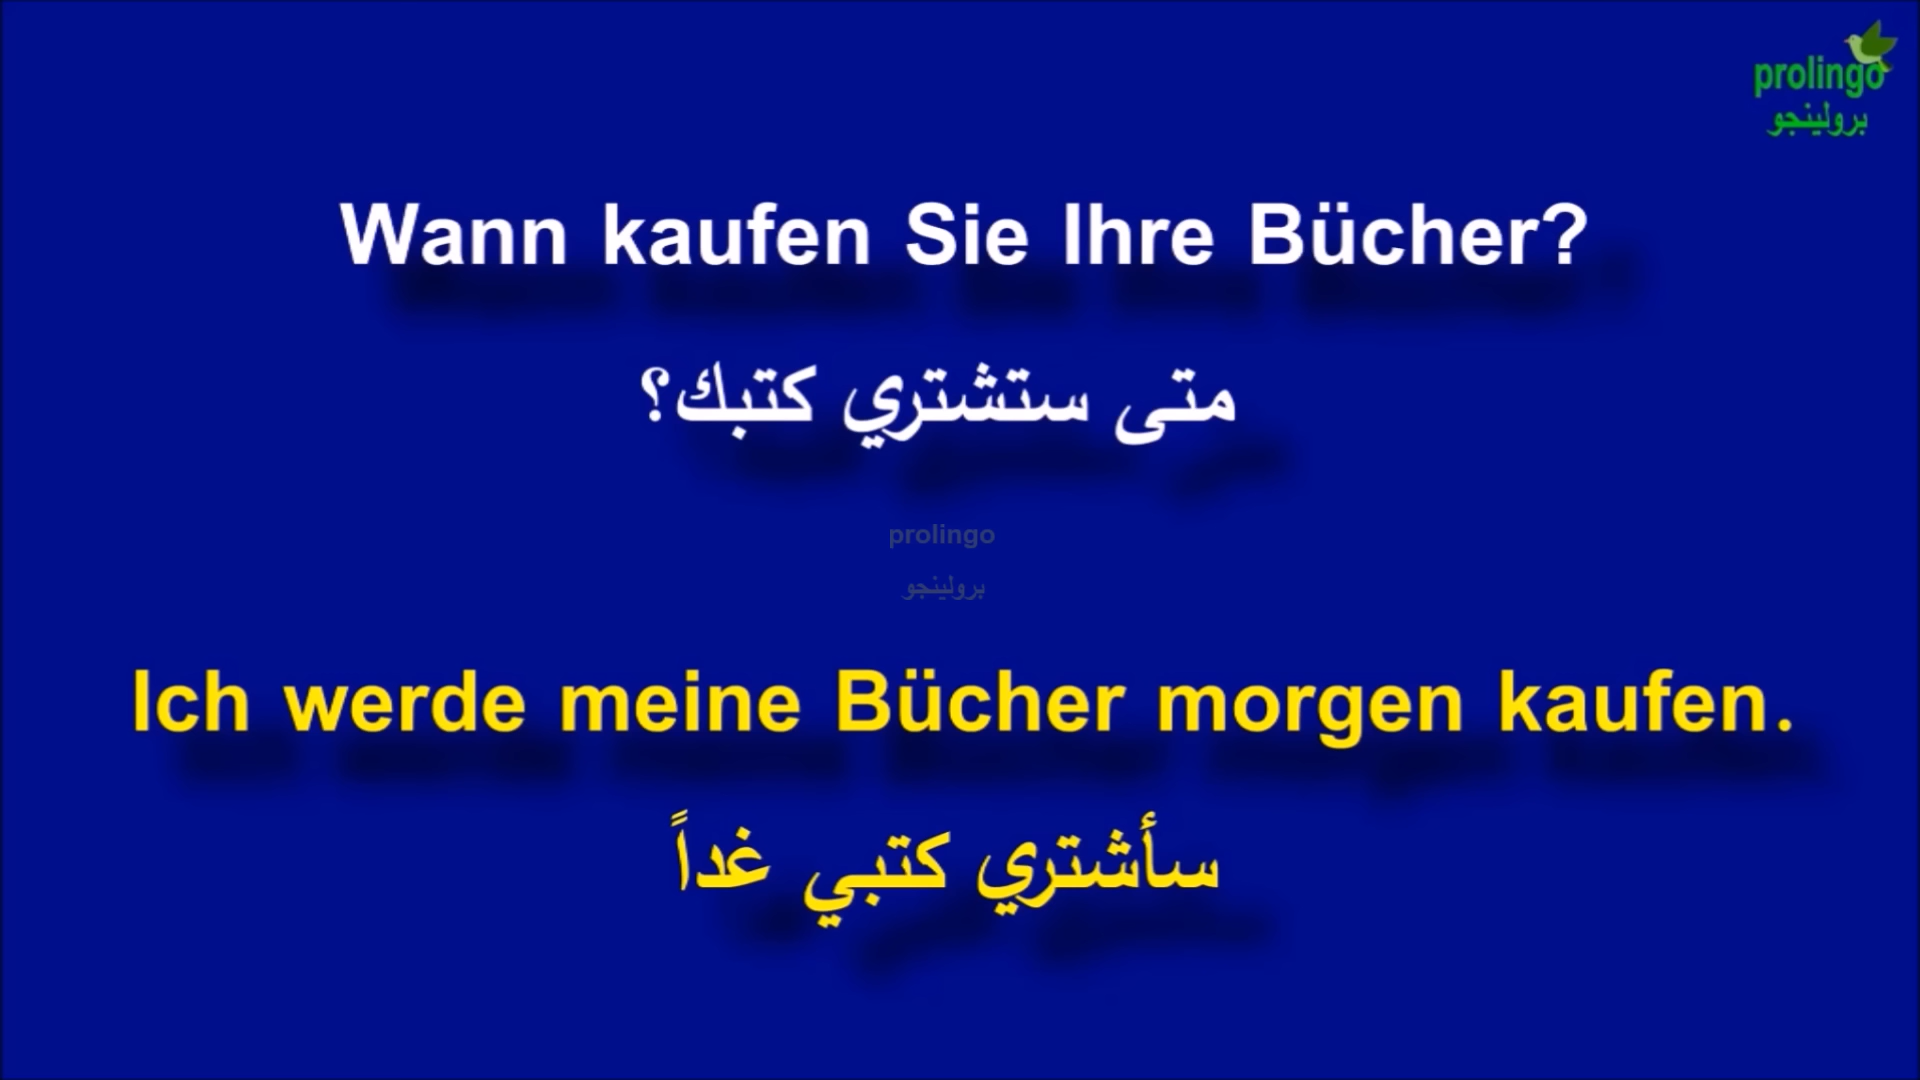 prolingo
برولينجو
Wann kaufen Sie Ihre Bücher?
متى ستشتري كتبك؟
prolingo
برولينجو
Ich werde meine Bücher morgen kaufen.
سأشتري كتبي غداً